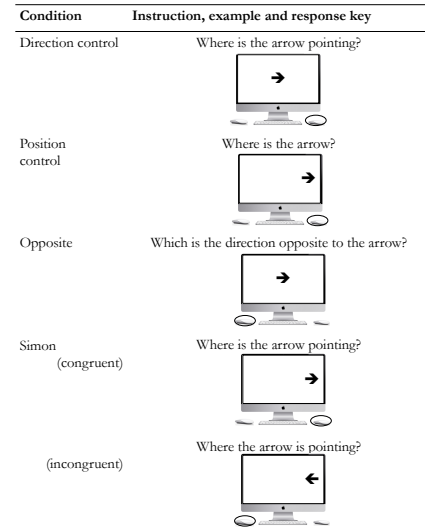 Condition Instruction, example and response key
Direction control Where is the arrow pointing?
Position Where is the arrow?
control
Opposite Which is the direction opposite to the arrow?
Simon Where is the arrow pointing?
(congruent)
Where the arrow is pointing?
(incongruent)